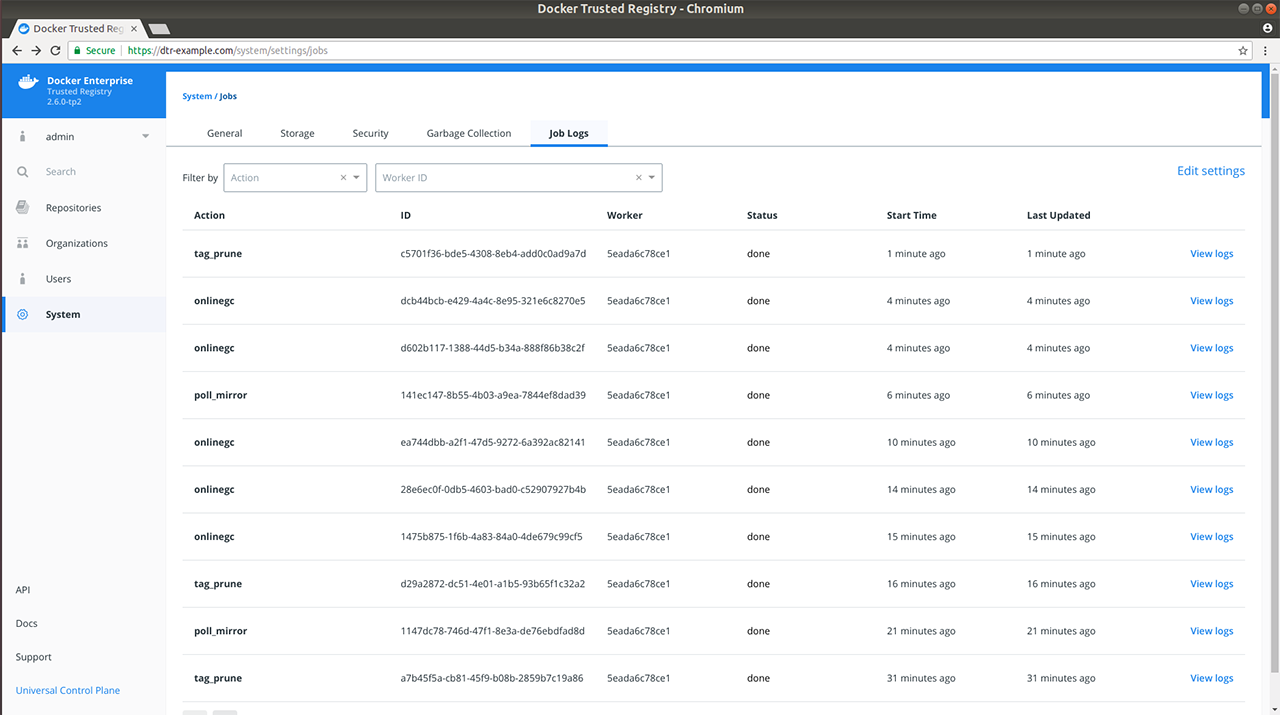 Docker Trusted Registry - Chromium
Docker Trusted Reg
Secure https://dtr-example.com/system/settings/jobs
Docker Enterprise
Trusted Registry
2.6.0-tp2
admin
Search
Repositories
Organizations
Users
System
API
Docs
Support
Universal Control Plane
System / Jobs
General Storage Security Garbage Collection Job Logs
Filter by Action × Worker ID ×
Edit settings
Action ID Worker Status Start Time Last Updated
tag_prune c5701f36-bde5-4308-8eb4-add0c0ad9a7d 5eada6c78ce1 done 1 minute ago 1 minute ago View logs
onlinegc dcb44bcb-e429-4a4c-8e95-321e6c8270e5 5eada6c78ce1 done 4 minutes ago 4 minutes ago View logs
onlinegc d602b117-1388-44d5-b34a-888f86b38c2f 5eada6c78ce1 done 4 minutes ago 4 minutes ago View logs
poll_mirror 141ec147-8b55-4b03-a9ea-7844ef8dad39 5eada6c78ce1 done 6 minutes ago 6 minutes ago View logs
onlinegc ea744dbb-a2f1-47d5-9272-6a392ac82141 5eada6c78ce1 done 10 minutes ago 10 minutes ago View logs
onlinegc 28e6ec0f-0db5-4603-bad0-c52907927b4b 5eada6c78ce1 done 14 minutes ago 14 minutes ago View logs
onlinegc 1475b875-1f6b-4a83-84a0-4de679c99cf5 5eada6c78ce1 done 15 minutes ago 15 minutes ago View logs
tag_prune d29a2872-dc51-4e01-a1b5-93b65f1c32a2 5eada6c78ce1 done 16 minutes ago 16 minutes ago View logs
poll_mirror 1147dc78-746d-47f1-8e3a-de76ebdfad8d 5eada6c78ce1 done 21 minutes ago 21 minutes ago View logs
tag_prune a7b45f5a-cb81-45f9-b08b-2859b7c19a86 5eada6c78ce1 done 31 minutes ago 31 minutes ago View logs